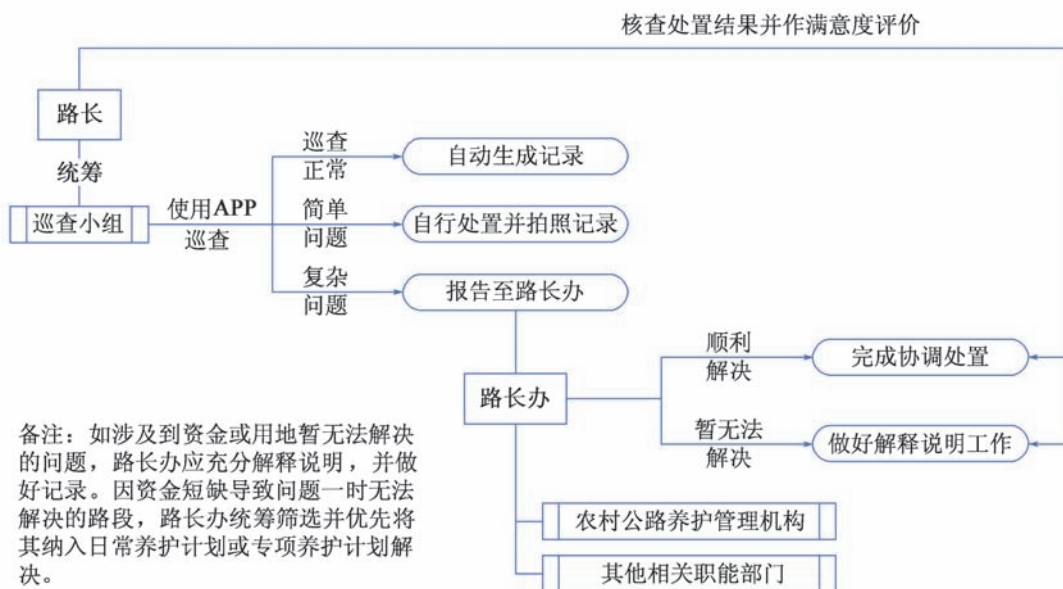 核查处置结果并作满意度评价
路长
统筹
巡查小组
使用APP
巡查
巡查
正常
自动生成记录
简单
问题
自行处置并拍照记录
复杂
问题
报告至路长办
路长办
顺利
解决
完成协调处置
暂无法
解决
做好解释说明工作
农村公路养护管理机构
其他相关职能部门
备注：如涉及到资金或用地暂无法解决
的问题，路长办应充分解释说明，并做
好记录。因资金短缺导致问题一时无法
解决的路段，路长办统筹筛选并优先将
其纳入日常养护计划或专项养护计划解
决。